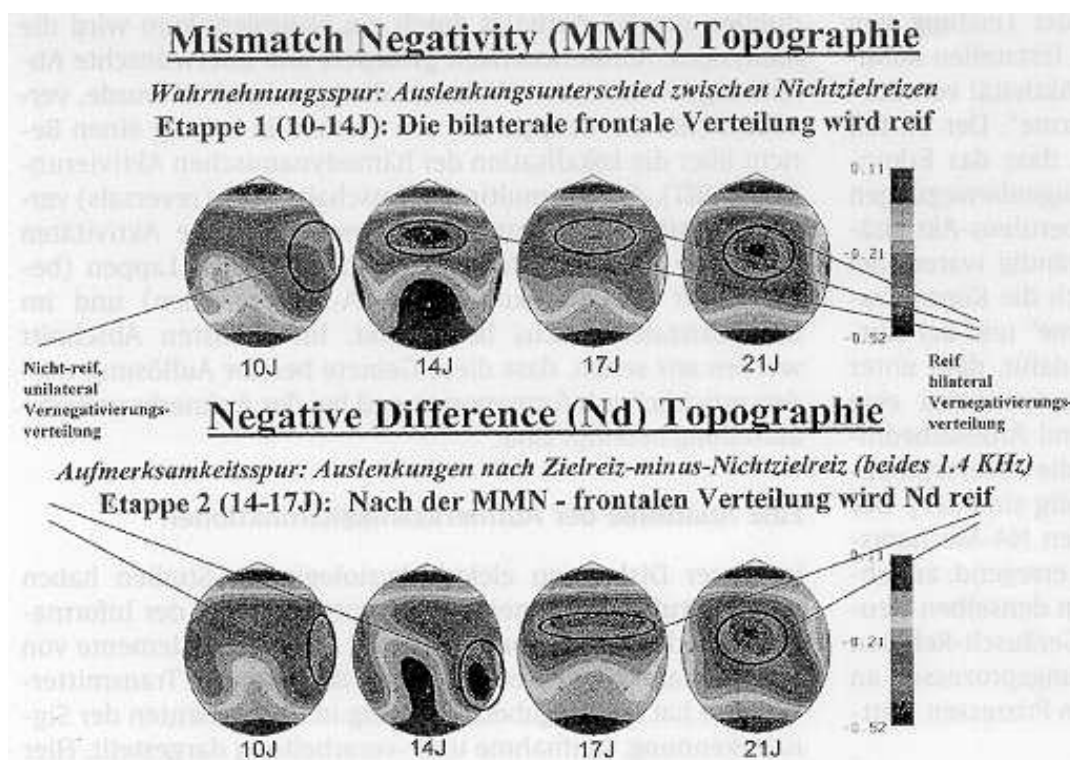 Mismatch Negativity (MMN) Topographie
Wahrnehmungsspur: Auslenkungsunterschied zwischen Nichtzielreizen
Etappe 1 (10-14J): Die bilaterale frontale Verteilung wird reif
0.11
0.21
-0.52
10J 14J 17J 21J
Nicht-reif,
unilateral
Vernegativierungs-
verteilung
Reif
bilateral
Vernegativierungs-
verteilung
Negative Difference (Nd) Topographie
Aufmerksamkeitsspur: Auslenkungen nach Zielreiz-minus-Nichtzielreiz (beides 1.4 KHz)
Etappe 2 (14-17J): Nach der MMN - frontalen Verteilung wird Nd reif
0.21
-0.52
10J 14J 17J 21J